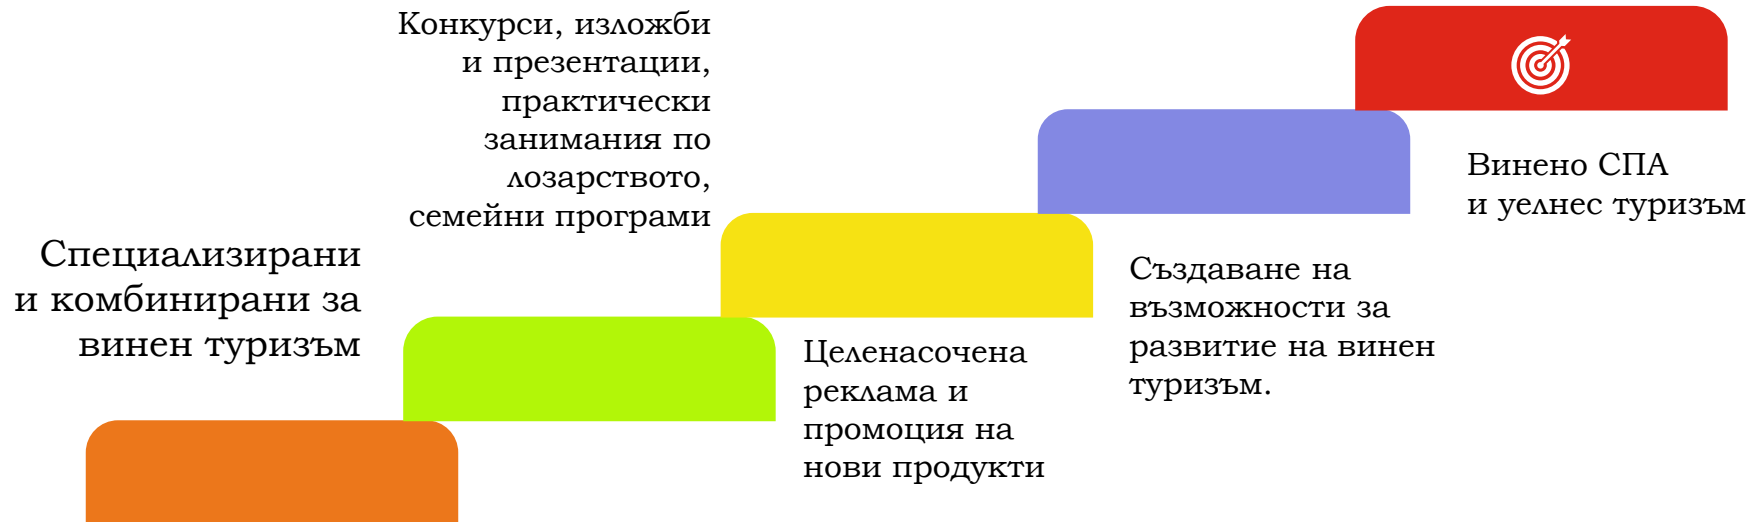 Специализирани
и комбинирани за
винен туризъм
Конкурси, изложби
и презентации,
практически
занимания по
лозарството,
семейни програми
Целенасочена
реклама и
промоция на
нови продукти
Създаване на
възможности за
развитие на винен
туризъм.
Винено СПА
и уелнес туризъм